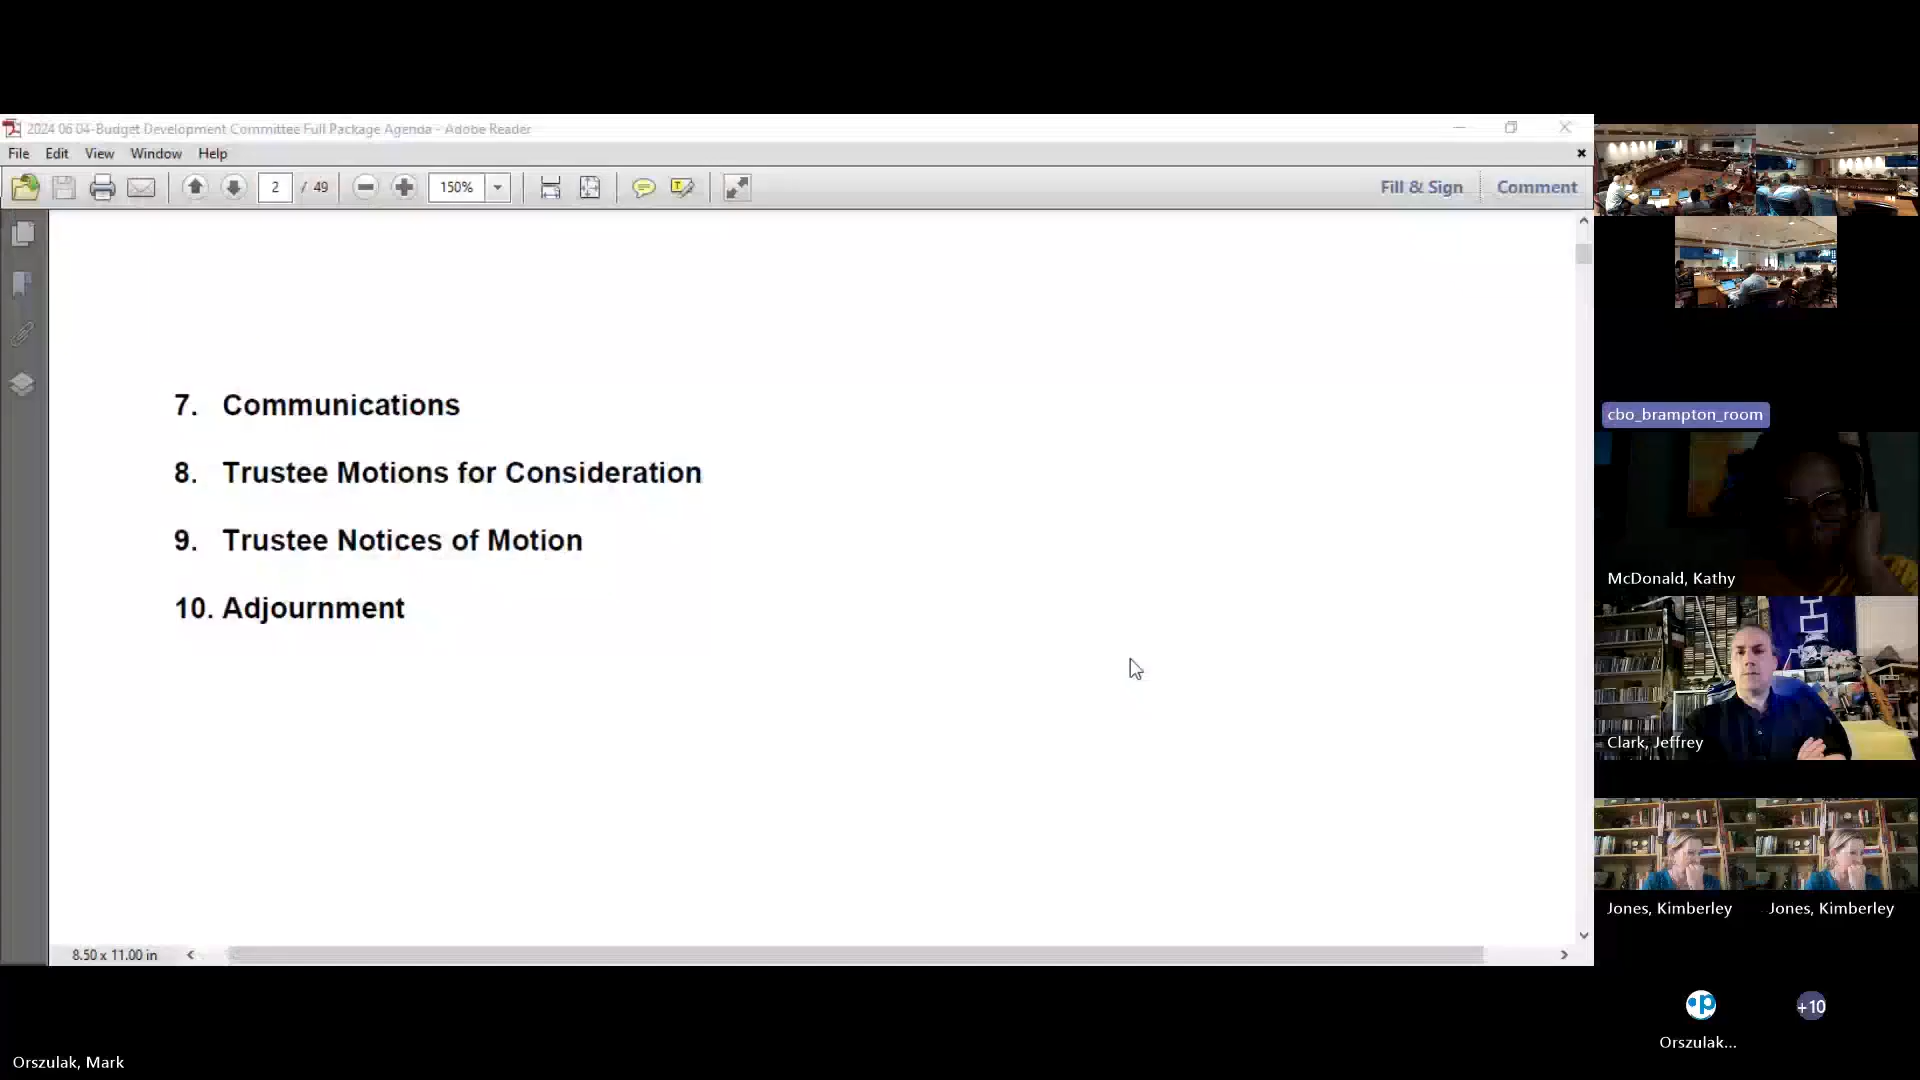 2024 06 04-Budget Development Committee Full Package Agenda - Adobe Reader
File Edit View Window Help
2 / 49 150% Fill & Sign Comment
7. Communications
8. Trustee Motions for Consideration
9. Trustee Notices of Motion
10. Adjournment
8.50 x 11.00 in
cbo_brampton_room
McDonald, Kathy
Clark, Jeffrey
Jones, Kimberley Jones, Kimberley
+10
Orszulak...
Orszulak, Mark